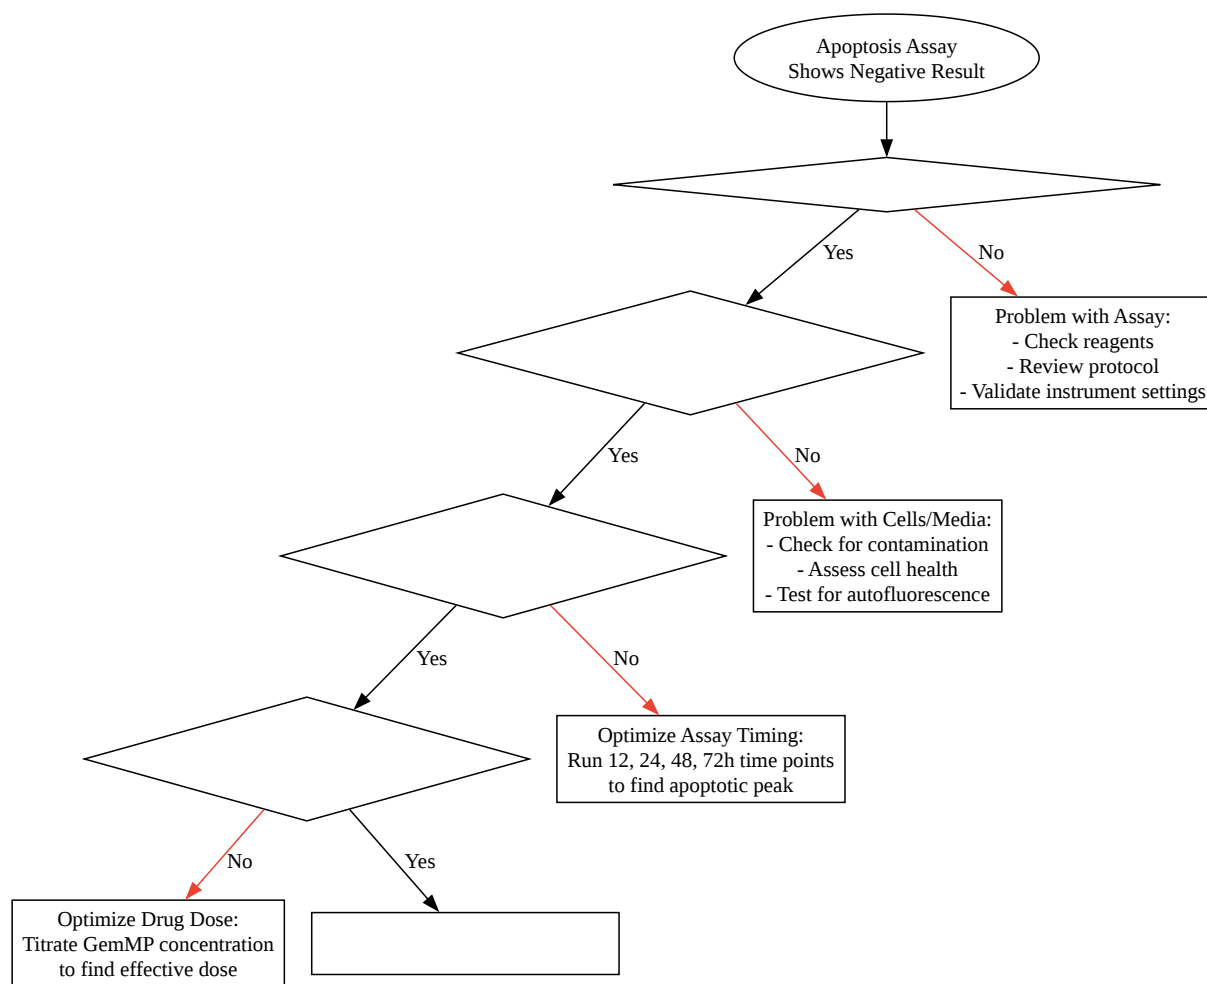 Apoptosis Assay
Shows Negative Result
Yes
No
Problem with Assay:
- Check reagents
- Review protocol
- Validate instrument settings
Yes
No
Problem with Cells/Media:
- Check for contamination
- Assess cell health
- Test for autofluorescence
Yes
No
Optimize Assay Timing:
Run 12, 24, 48, 72h time points
to find apoptotic peak
No
Yes
Optimize Drug Dose:
Titrate GemMP concentration
to find effective dose